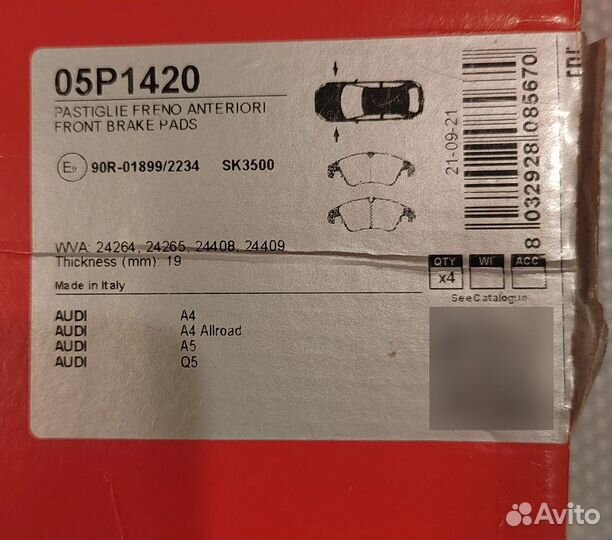 05P1420
PASTIGLIE FRENO ANTERIORI
FRONT BRAKE PADS
E9 90R-01899/2234 SK3500
WVA: 24264, 24265, 24408, 24409
Thickness (mm): 19
Made in Italy
AUDI A4
AUDI A4 Allroad
AUDI A5
AUDI Q5
21-09-21
8 032928 085670
QTY WI ACC
x4
See Catalogue
EAC
Avito